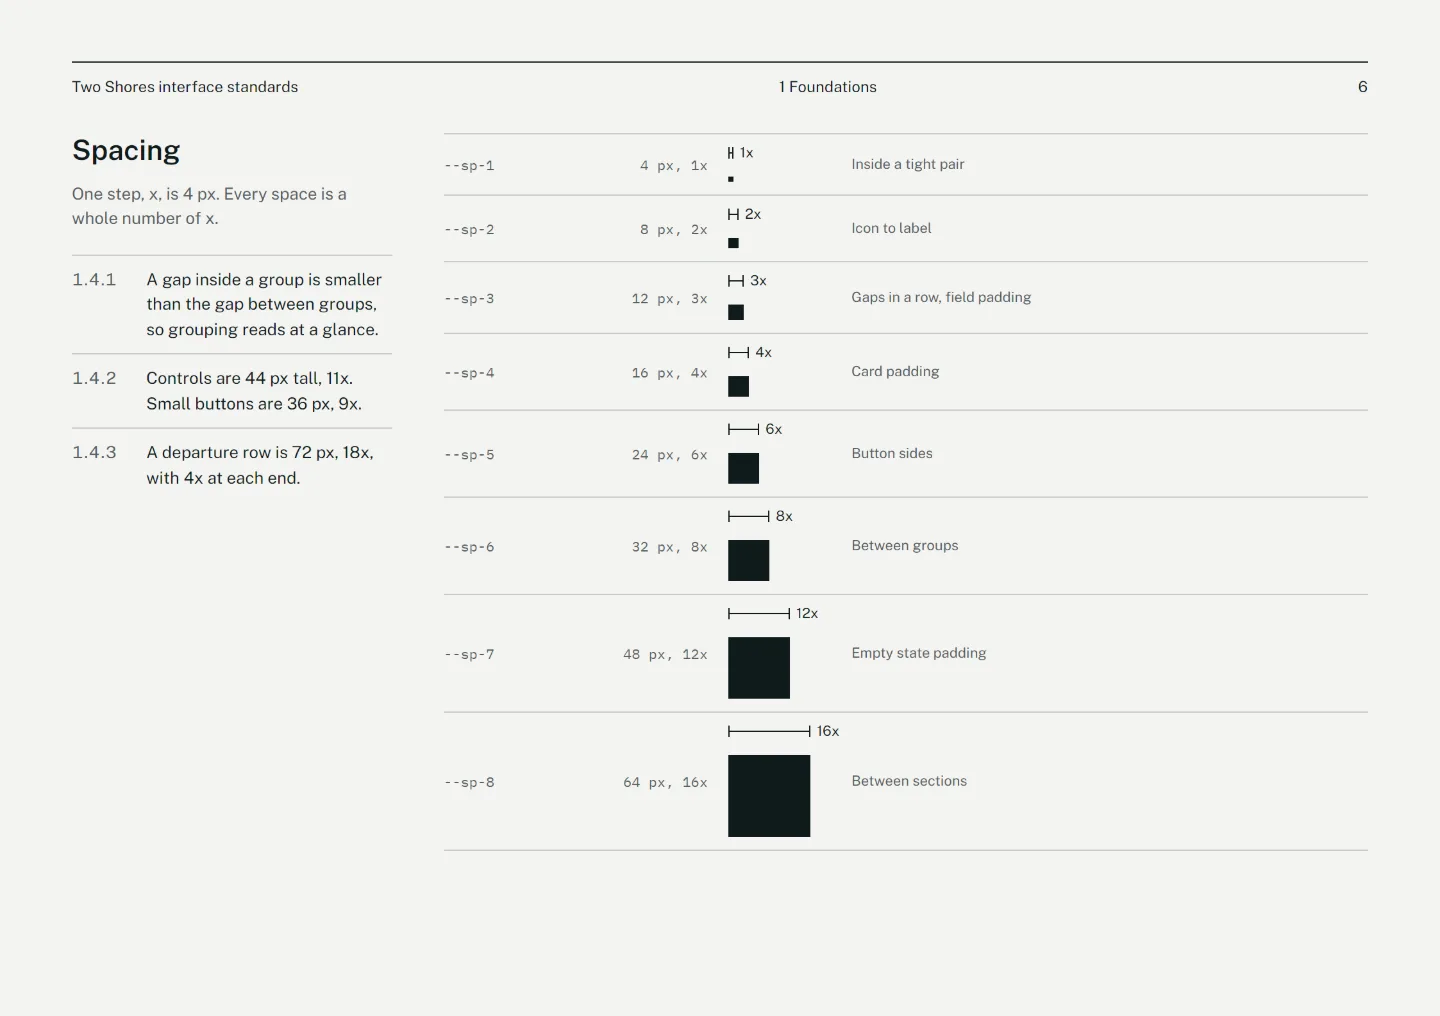 Two Shores interface standards
1 Foundations
6
Spacing
One step, x, is 4 px. Every space is a
whole number of x.
1.4.1
A gap inside a group is smaller
than the gap between groups,
so grouping reads at a glance.
1.4.2
Controls are 44 px tall, 11x.
Small buttons are 36 px, 9x.
1.4.3
A departure row is 72 px, 18x,
with 4x at each end.
--sp-1
4 px, 1x
1x
Inside a tight pair
--sp-2
8 px, 2x
2x
Icon to label
--sp-3
12 px, 3x
3x
Gaps in a row, field padding
--sp-4
16 px, 4x
4x
Card padding
--sp-5
24 px, 6x
6x
Button sides
--sp-6
32 px, 8x
8x
Between groups
--sp-7
48 px, 12x
12x
Empty state padding
--sp-8
64 px, 16x
16x
Between sections